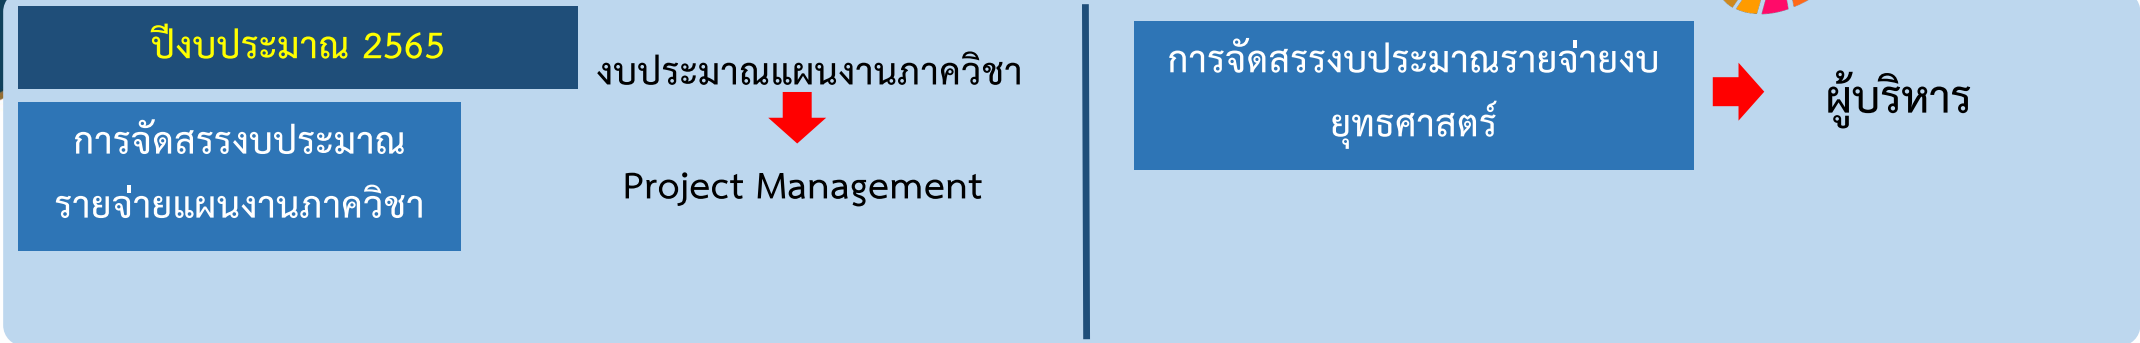 ปีงบประมาณ 2565
การจัดสรรงบประมาณ
รายจ่ายแผนงานภาควิชา
งบประมาณแผนงานภาควิชา
Project Management
การจัดสรรงบประมาณรายจ่ายงบ
ยุทธศาสตร์
ผู้บริหาร